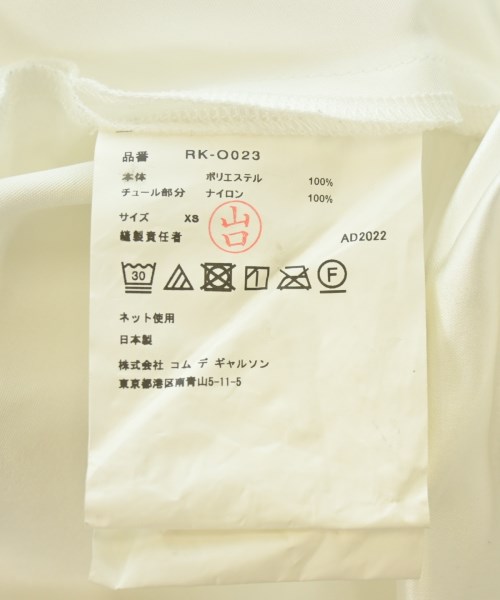 品番 RK-O023
本体 ポリエステル 100%
チュール部分 ナイロン 100%
サイズ XS
山口
縫製責任者 AD2022
30 F
ネット使用
日本製
株式会社 コム デ ギャルソン
東京都港区南青山5-11-5